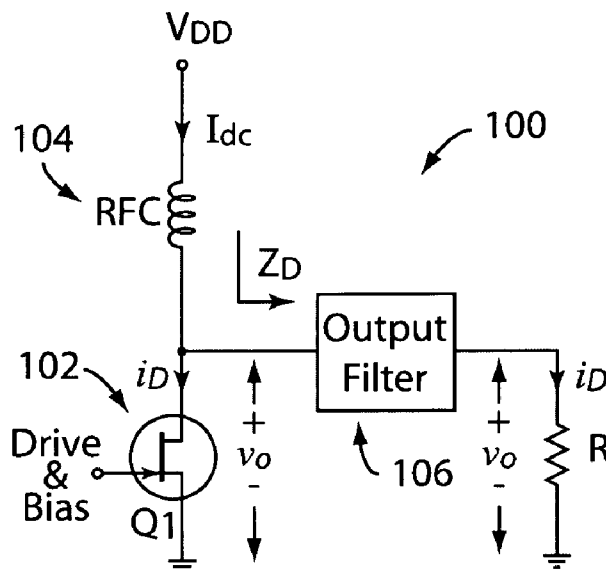 VDD
Idc
104
100
RFC
ZD
Output
Filter
102
iD
iD
+
vo
-
+
vo
-
R
106
Drive
&
Bias
Q1